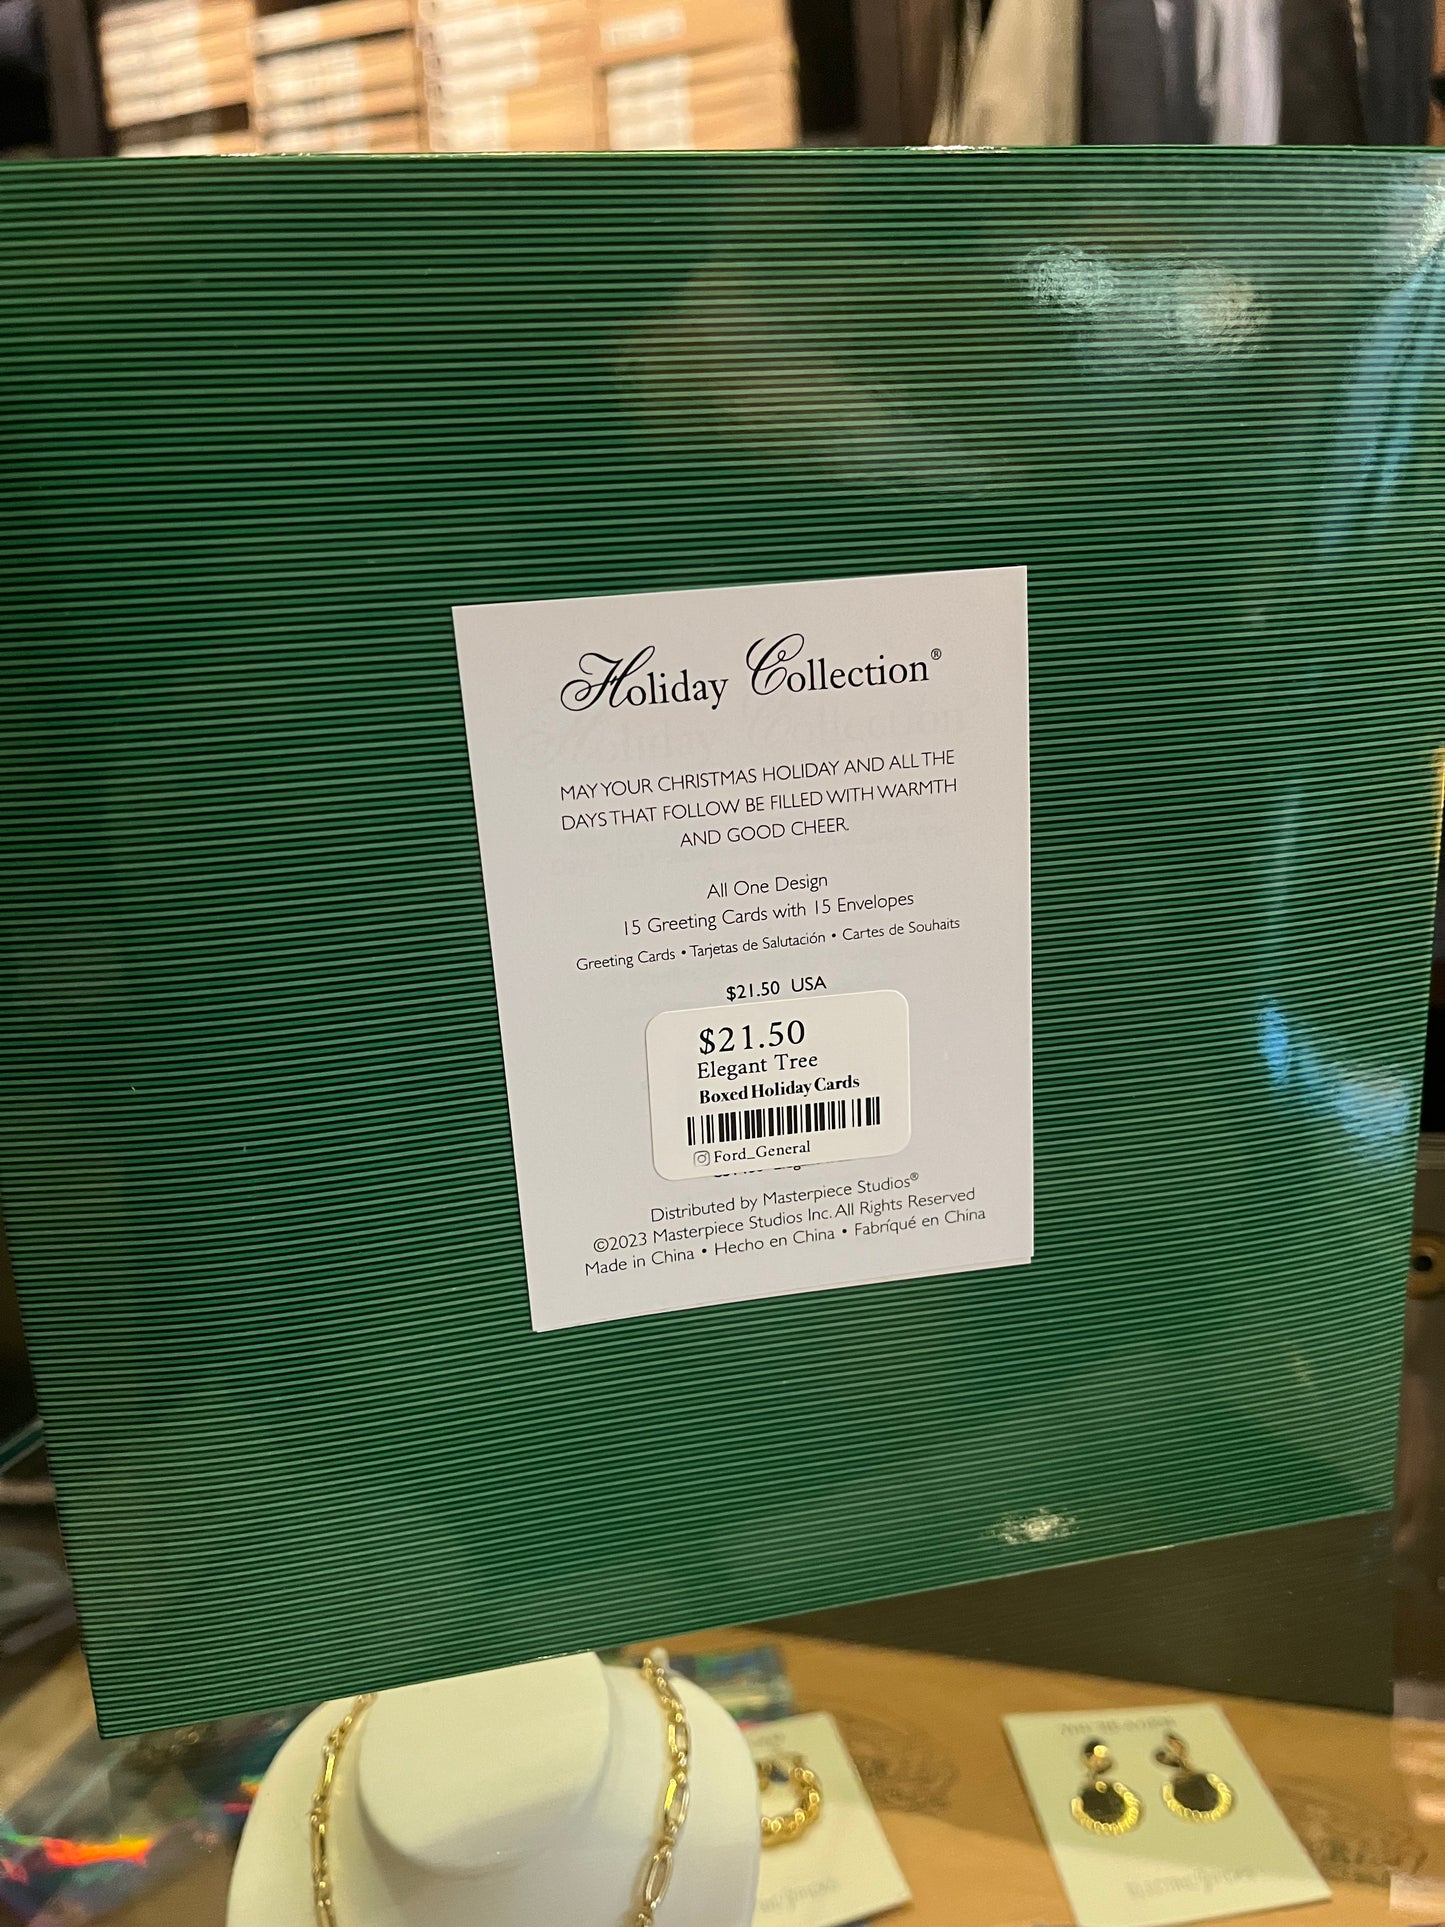 Holiday Collection®
MAY YOUR CHRISTMAS HOLIDAY AND ALL THE
DAYS THAT FOLLOW BE FILLED WITH WARMTH
AND GOOD CHEER.
All One Design
15 Greeting Cards with 15 Envelopes
Greeting Cards • Tarjetas de Salutación • Cartes de Souhaits
$21.50 USA
$21.50
Elegant Tree
Boxed Holiday Cards
Ford_General
Distributed by Masterpiece Studios®
©2023 Masterpiece Studios Inc. All Rights Reserved
Made in China • Hecho en China • Fabríqué en China